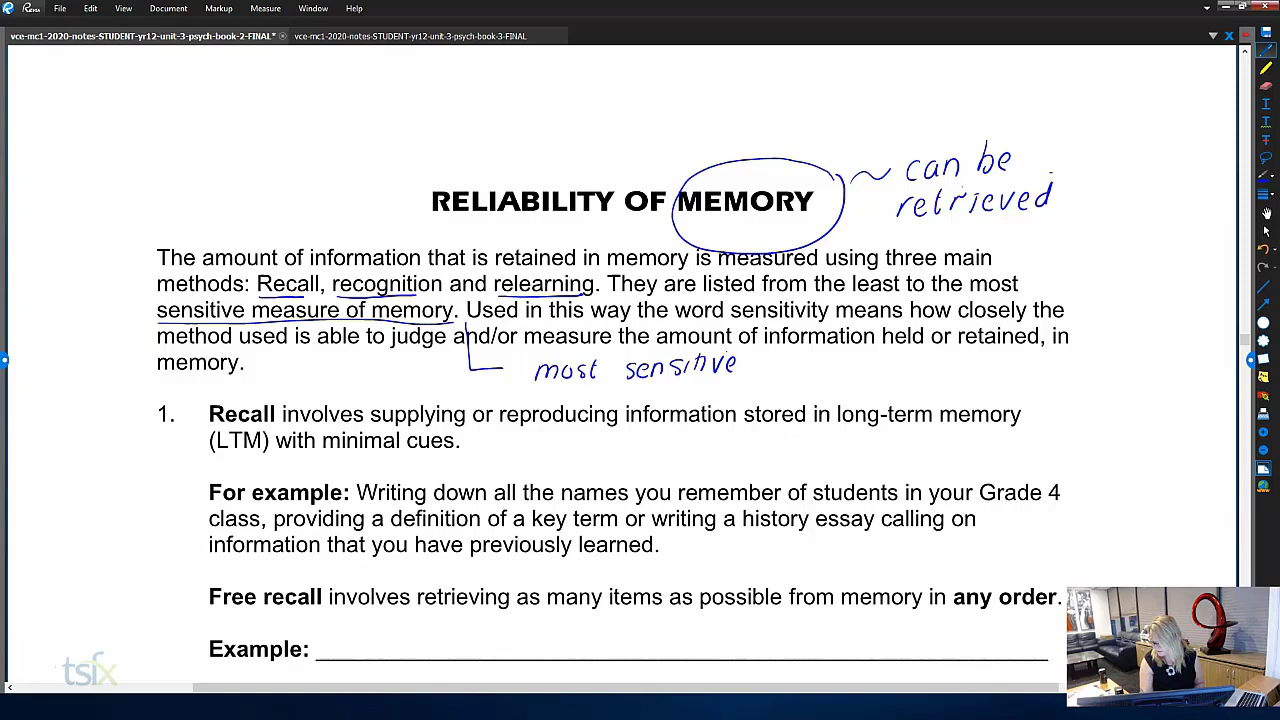 File Edit View Document Markup Measure Window Help
vce-mc1-2020-notes-STUDENT-yr12-unit-3-psych-book-2-FINAL* vce-mc1-2020-notes-STUDENT-yr12-unit-3-psych-book-3-FINAL
can be
RELIABILITY OF MEMORY
retrieved
The amount of information that is retained in memory is measured using three main
methods: Recall, recognition and relearning. They are listed from the least to the most
sensitive measure of memory. Used in this way the word sensitivity means how closely the
method used is able to judge and/or measure the amount of information held or retained, in
memory.
most sensitive
1. Recall involves supplying or reproducing information stored in long-term memory
(LTM) with minimal cues.
For example: Writing down all the names you remember of students in your Grade 4
class, providing a definition of a key term or writing a history essay calling on
information that you have previously learned.
Free recall involves retrieving as many items as possible from memory in any order.
Example:
tsfx